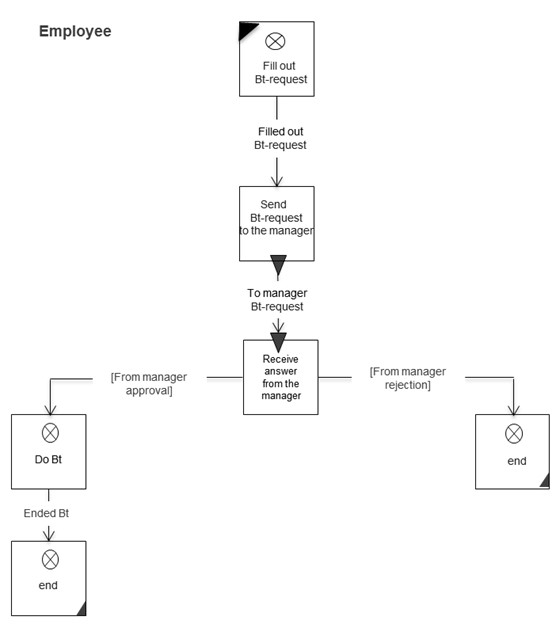 Employee
Fill out
Bt-request
Filled out
Bt-request
Send
Bt-request
to the manager
To manager
Bt-request
Receive
answer
from the
manager
[From manager
approval]
[From manager
rejection]
Do Bt
end
Ended Bt
end